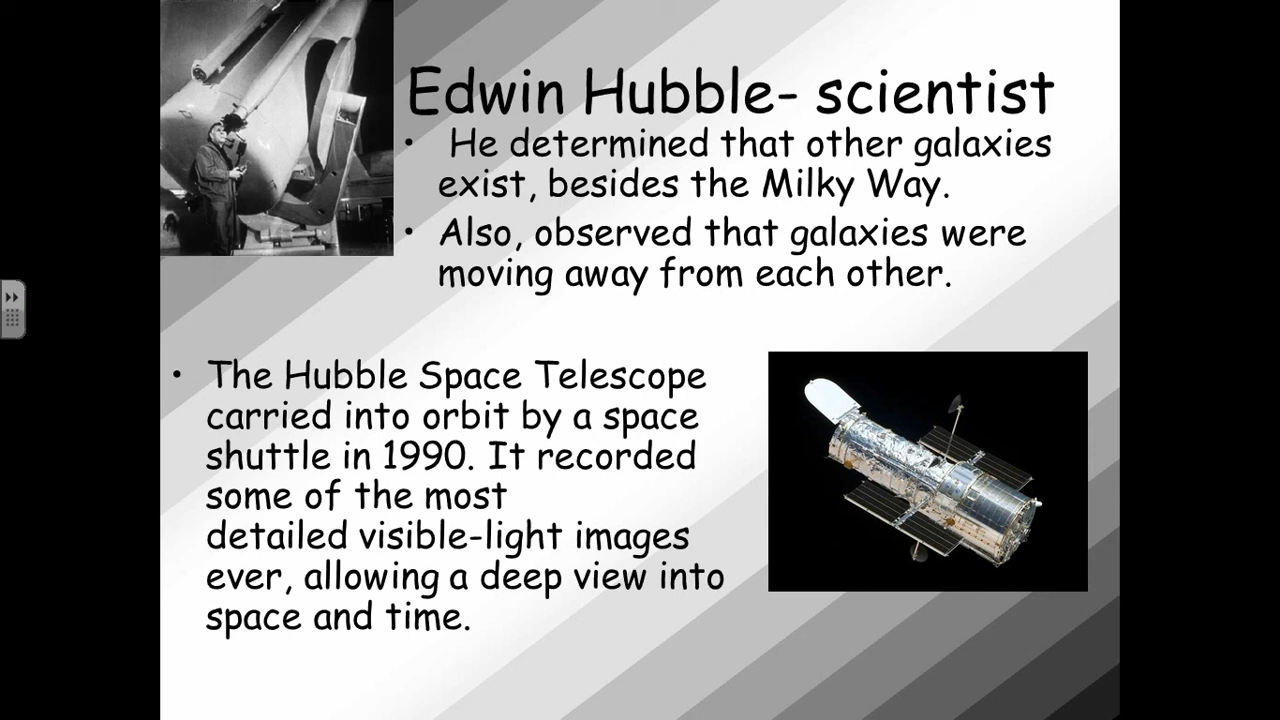 Edwin Hubble- scientist
• He determined that other galaxies
exist, besides the Milky Way.
• Also, observed that galaxies were
moving away from each other.
• The Hubble Space Telescope
carried into orbit by a space
shuttle in 1990. It recorded
some of the most
detailed visible-light images
ever, allowing a deep view into
space and time.